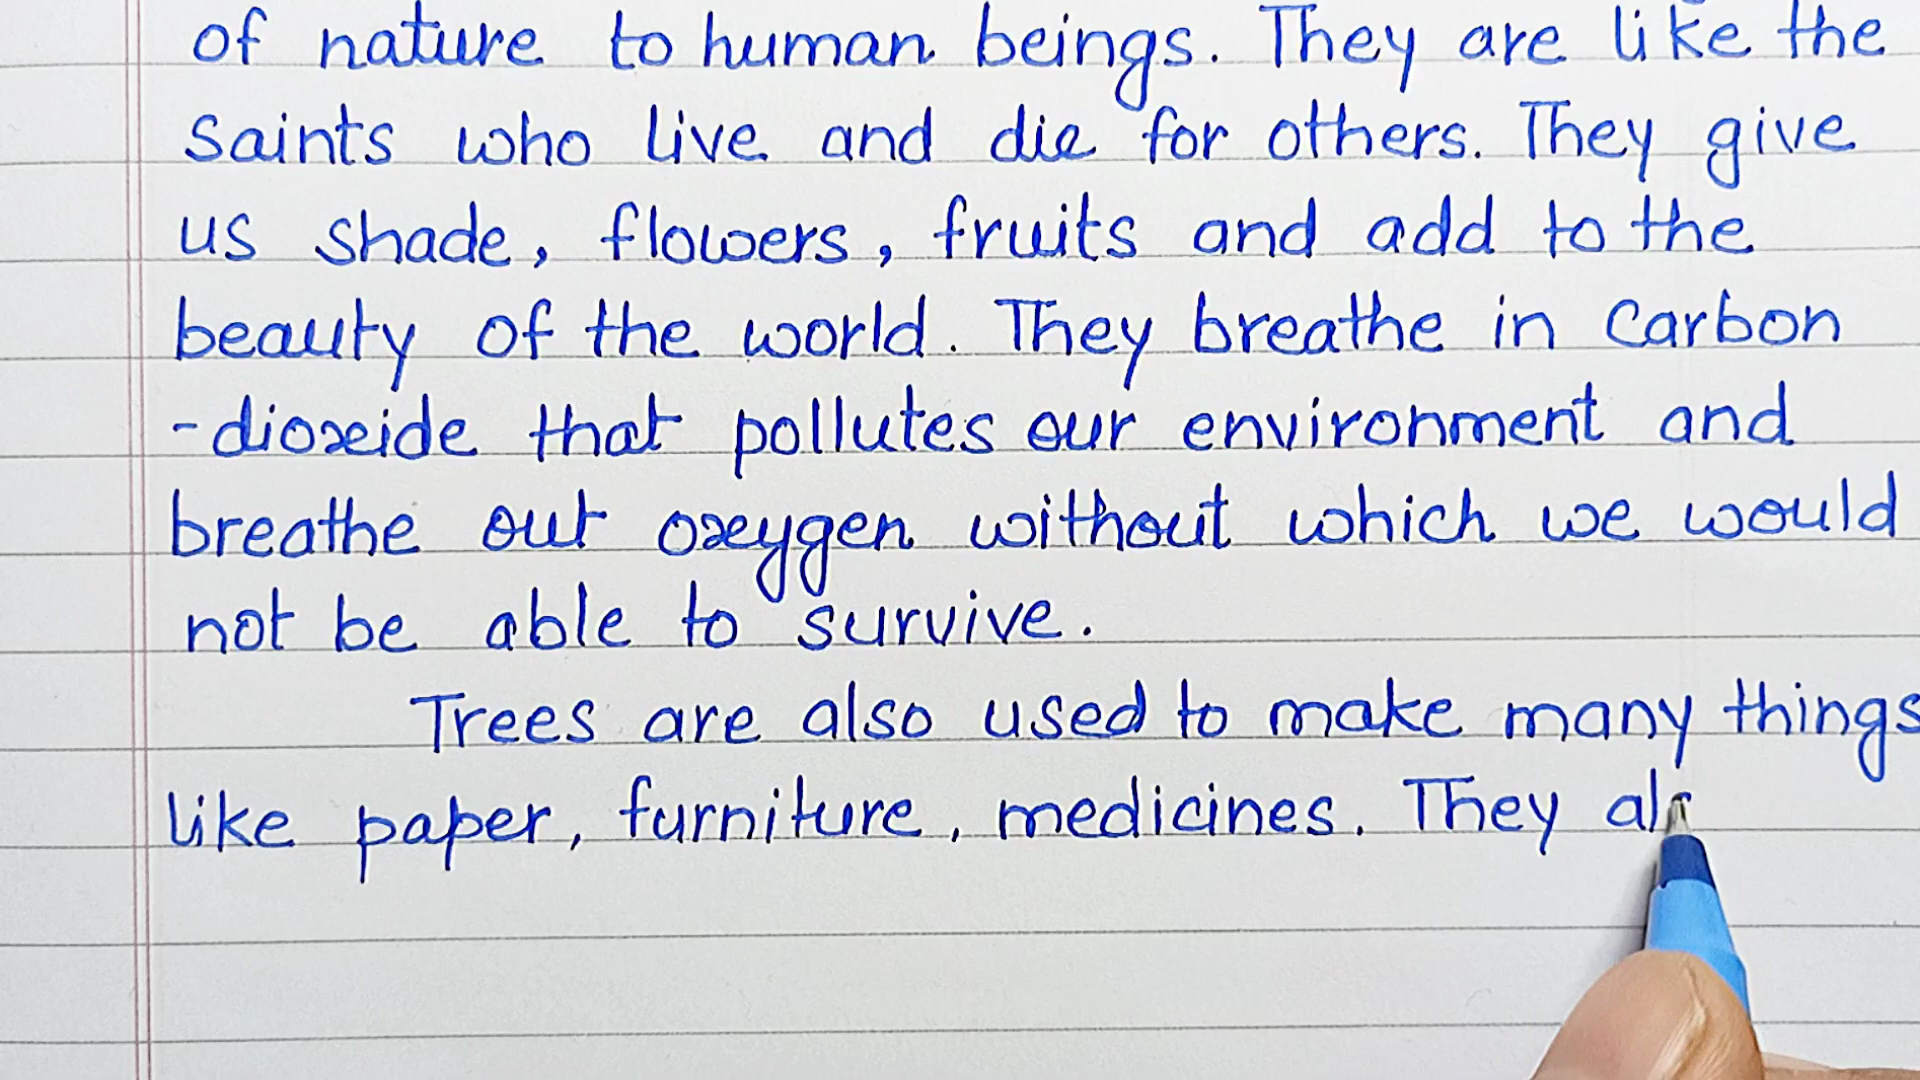 of nature to human beings. They are like the
saints who live and die for others. They give
us shade, flowers, fruits and add to the
beauty of the world. They breathe in Carbon
-dioxide that pollutes our environment and
breathe out oxygen without which we would
not be able to survive.
Trees are also used to make many things
like paper, furniture, medicines. They